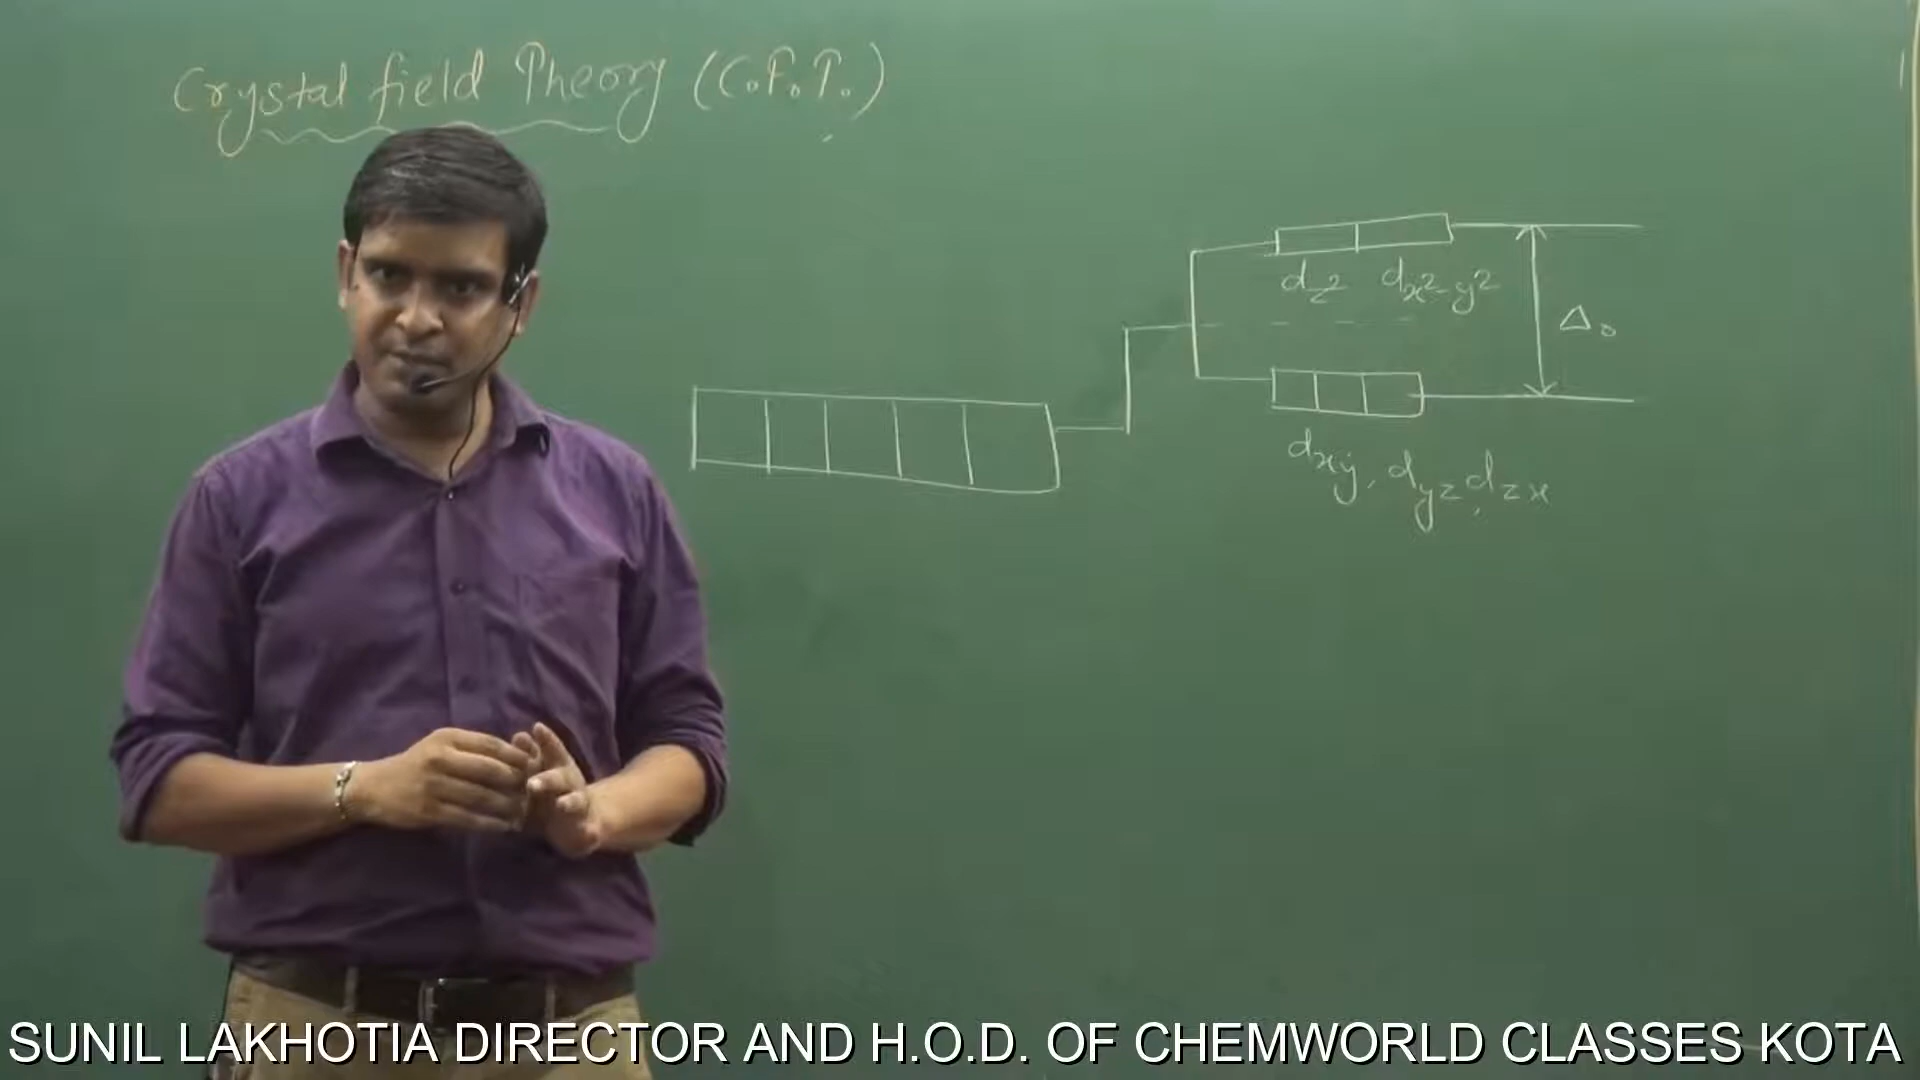 Crystal field Theory (C.F.T.)
dz² dx²-y²
Δo
dxy, dyz, dzx
SUNIL LAKHOTIA DIRECTOR AND H.O.D. OF CHEMWORLD CLASSES KOTA